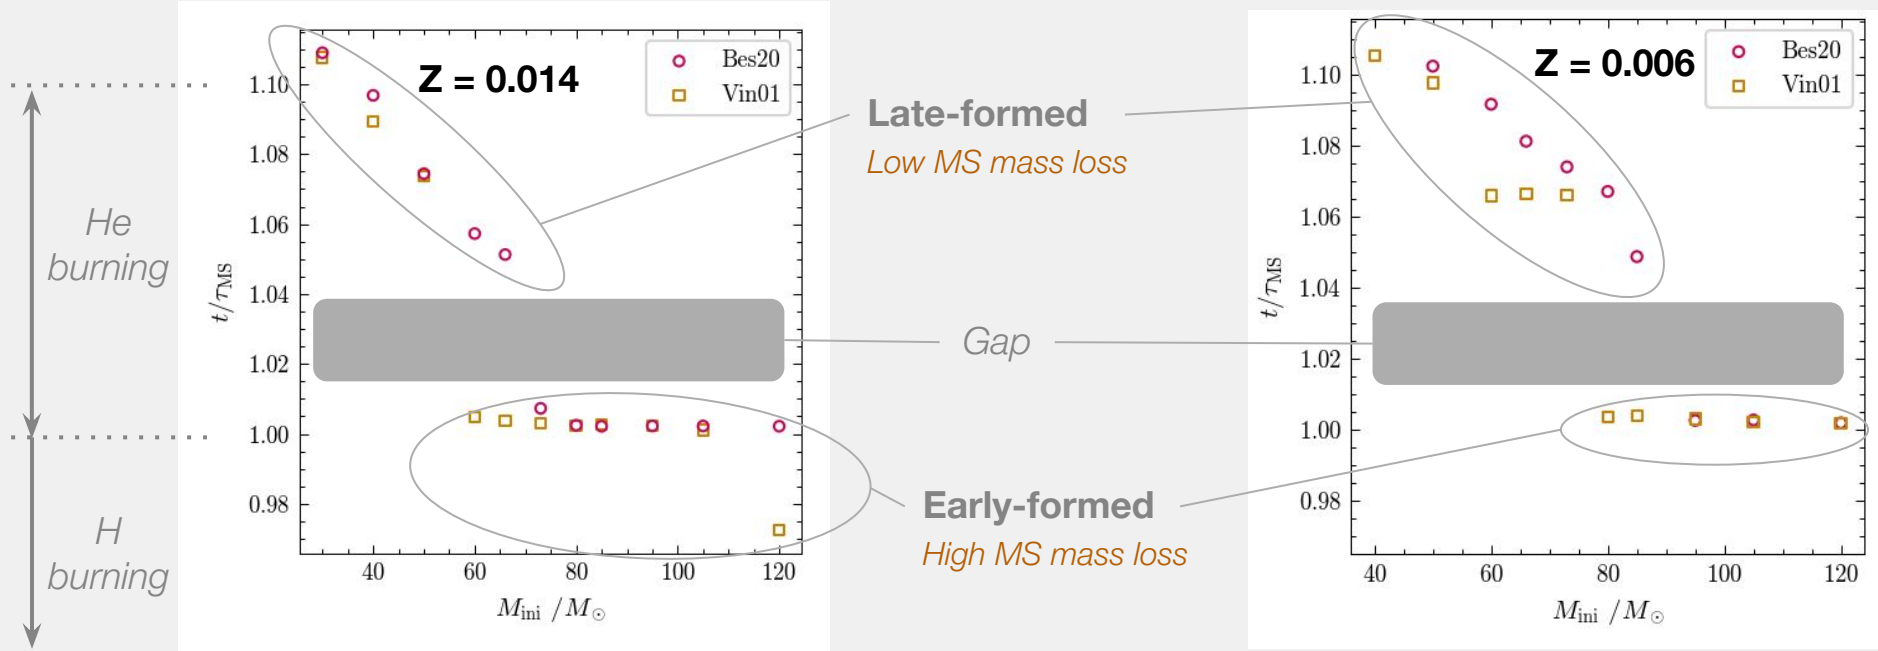 Z = 0.014
Bes20
Vin01
1.10
1.08
1.06
1.04
1.02
1.00
0.98
t/τMS
40
60
80
100
120
Mini /M☉
He
burning
H
burning
Late-formed
Low MS mass loss
Gap
Early-formed
High MS mass loss
Z = 0.006
Bes20
Vin01
1.10
1.08
1.06
1.04
1.02
1.00
0.98
t/τMS
40
60
80
100
120
Mini /M☉